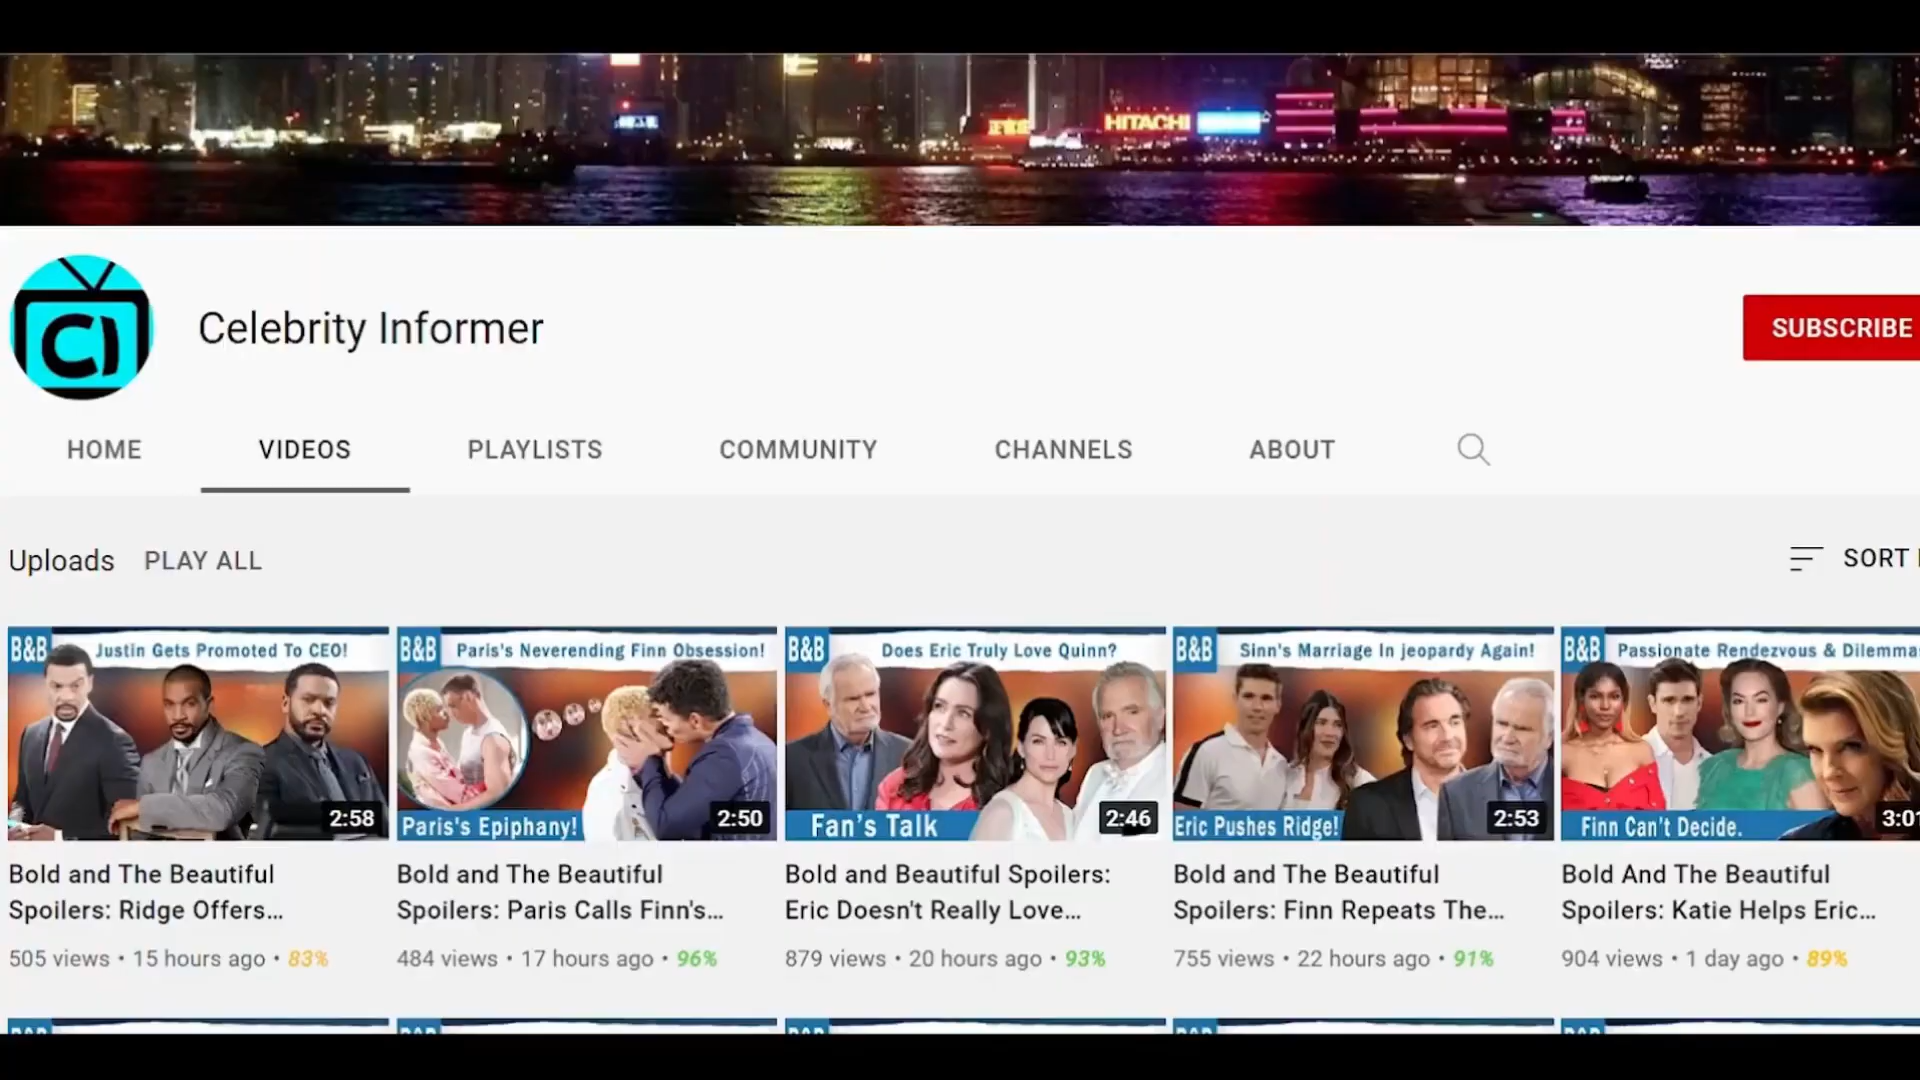 HITACHI
CI
Celebrity Informer
SUBSCRIBE
HOME VIDEOS PLAYLISTS COMMUNITY CHANNELS ABOUT
Uploads PLAY ALL
SORT
B&B Justin Gets Promoted To CEO!
2:58
Bold and The Beautiful
Spoilers: Ridge Offers...
505 views • 15 hours ago • 83%
B&B Paris's Neverending Finn Obsession!
Paris's Epiphany!
2:50
Bold and The Beautiful
Spoilers: Paris Calls Finn's...
484 views • 17 hours ago • 96%
B&B Does Eric Truly Love Quinn?
Fan's Talk
2:46
Bold and Beautiful Spoilers:
Eric Doesn't Really Love...
879 views • 20 hours ago • 93%
B&B Sinn's Marriage In jeopardy Again!
Eric Pushes Ridge!
2:53
Bold and The Beautiful
Spoilers: Finn Repeats The...
755 views • 22 hours ago • 91%
B&B Passionate Rendezvous & Dilemma
Finn Can't Decide.
3:01
Bold And The Beautiful
Spoilers: Katie Helps Eric...
904 views • 1 day ago • 89%